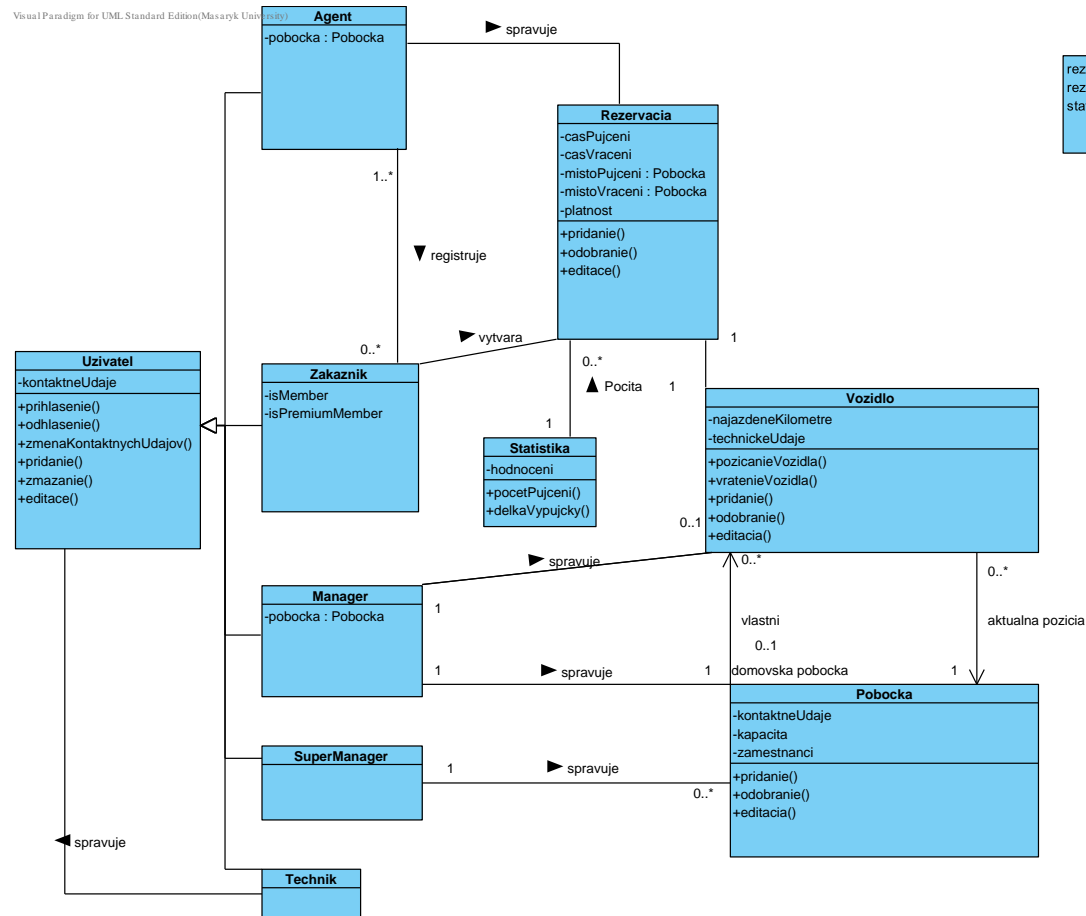 Visual Paradigm for UML Standard Edition(Masaryk University)
Agent
-pobocka : Pobocka
spravuje
rez
rez
sta
Rezervacia
-casPujceni
-casVraceni
-mistoPujceni : Pobocka
-mistoVraceni : Pobocka
-platnost
+pridanie()
+odobranie()
+editace()
1..*
registruje
0..*
vytvara
Uzivatel
-kontaktneUdaje
+prihlasenie()
+odhlasenie()
+zmenaKontaktnychUdajov()
+pridanie()
+zmazanie()
+editace()
Zakaznik
-isMember
-isPremiumMember
0..*
Pocita
1
1
1
Statistika
-hodnoceni
+pocetPujceni()
+delkaVypujcky()
Vozidlo
-najazdeneKilometre
-technickeUdaje
+pozicanieVozidla()
+vratenieVozidla()
+pridanie()
+odobranie()
+editacia()
0..1
spravuje
0..*
0..*
Manager
-pobocka : Pobocka
1
vlastni
aktualna pozicia
0..1
1
spravuje
1
domovska pobocka
1
Pobocka
-kontaktneUdaje
-kapacita
-zamestnanci
+pridanie()
+odobranie()
+editacia()
SuperManager
1
spravuje
0..*
spravuje
Technik